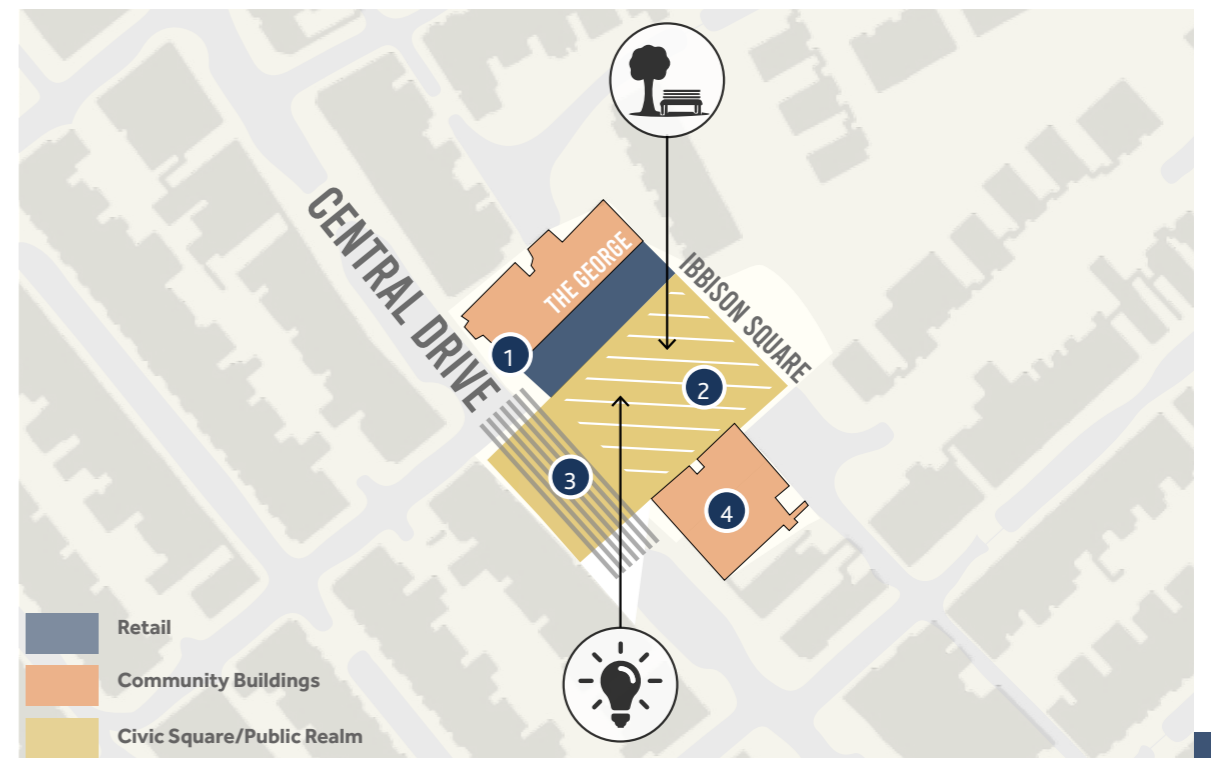 CENTRAL DRIVE
THE GEORGE
IBBISON SQUARE
1
2
3
4
Retail
Community Buildings
Civic Square/Public Realm